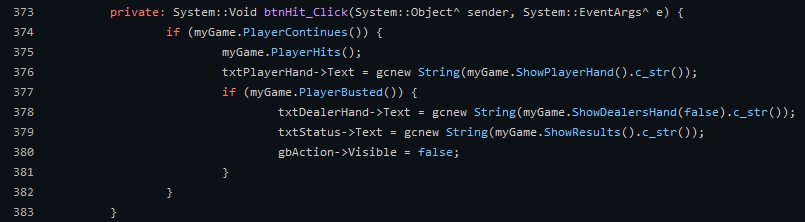 373 private: System::Void btnHit_Click(System::Object^ sender, System::EventArgs^ e) {
374 if (myGame.PlayerContinues()) {
375 myGame.PlayerHits();
376 txtPlayerHand->Text = gcnew String(myGame.ShowPlayerHand().c_str());
377 if (myGame.PlayerBusted()) {
378 txtDealerHand->Text = gcnew String(myGame.ShowDealersHand(false).c_str());
379 txtStatus->Text = gcnew String(myGame.ShowResults().c_str());
380 gbAction->Visible = false;
381 }
382 }
383 }